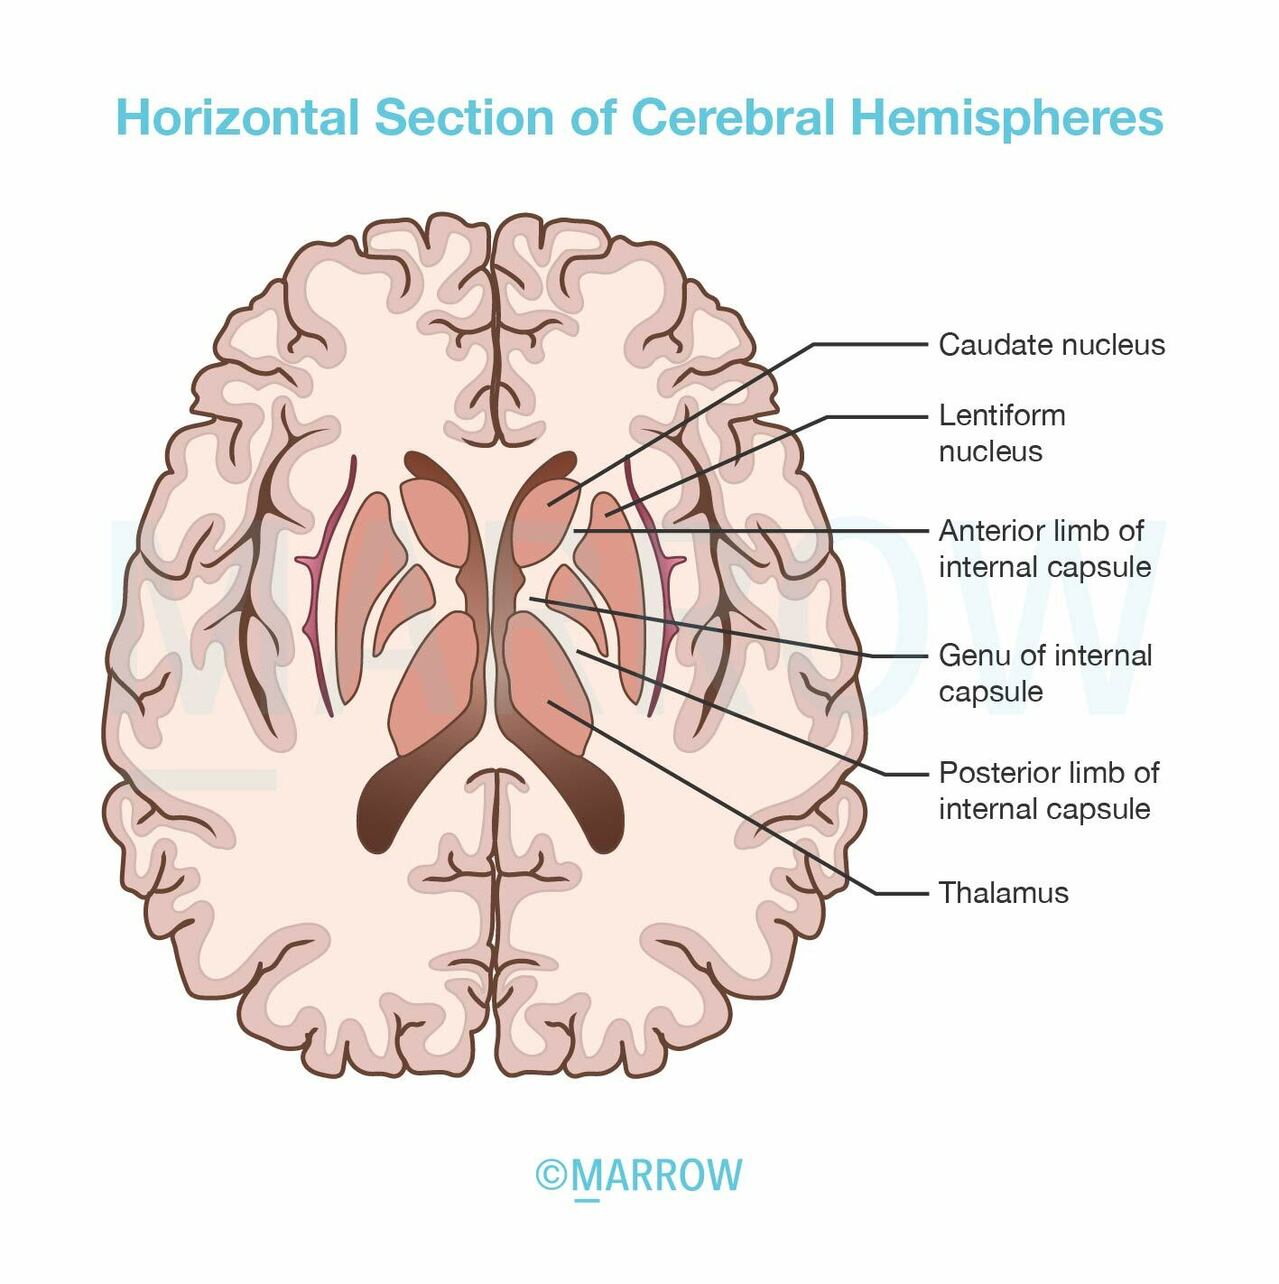 Horizontal Section of Cerebral Hemispheres
Caudate nucleus
Lentiform
nucleus
Anterior limb of
internal capsule
Genu of internal
capsule
Posterior limb of
internal capsule
Thalamus
MARROW
©MARROW